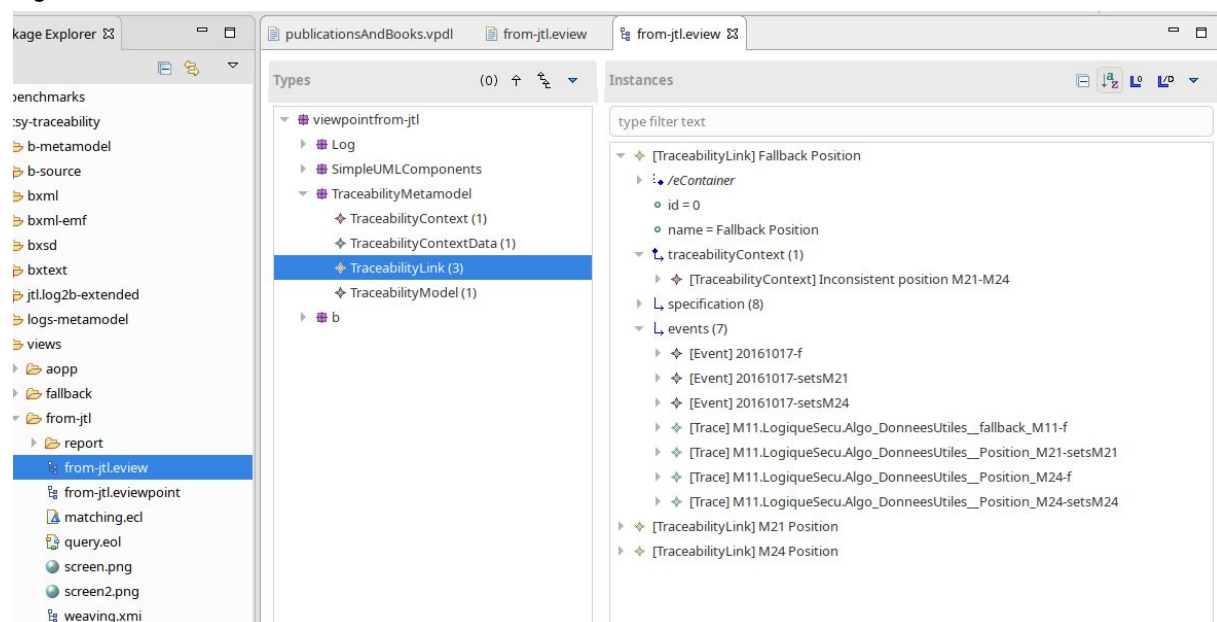 kage Explorer
benchmarks
sy-traceability
b-metamodel
b-source
bxml
bxml-emf
bxsd
bxtext
jtl.log2b-extended
logs-metamodel
views
aopp
fallback
from-jtl
report
from-jtl.eview
from-jtl.eviewpoint
matching.ecl
query.eol
screen.png
screen2.png
weaving.xmi
publicationsAndBooks.vpdl
from-jtl.eview
from-jtl.eview
Types
(0)
viewpointfrom-jtl
Log
SimpleUMLComponents
TraceabilityMetamodel
TraceabilityContext (1)
TraceabilityContextData (1)
TraceabilityLink (3)
TraceabilityModel (1)
b
Instances
type filter text
[TraceabilityLink] Fallback Position
/eContainer
id = 0
name = Fallback Position
traceabilityContext (1)
[TraceabilityContext] Inconsistent position M21-M24
specification (8)
events (7)
[Event] 20161017-f
[Event] 20161017-setsM21
[Event] 20161017-setsM24
[Trace] M11.LogiqueSecu.Algo_DonneesUtiles__fallback_M11-f
[Trace] M11.LogiqueSecu.Algo_DonneesUtiles__Position_M21-setsM21
[Trace] M11.LogiqueSecu.Algo_DonneesUtiles__Position_M24-f
[Trace] M11.LogiqueSecu.Algo_DonneesUtiles__Position_M24-setsM24
[TraceabilityLink] M21 Position
[TraceabilityLink] M24 Position